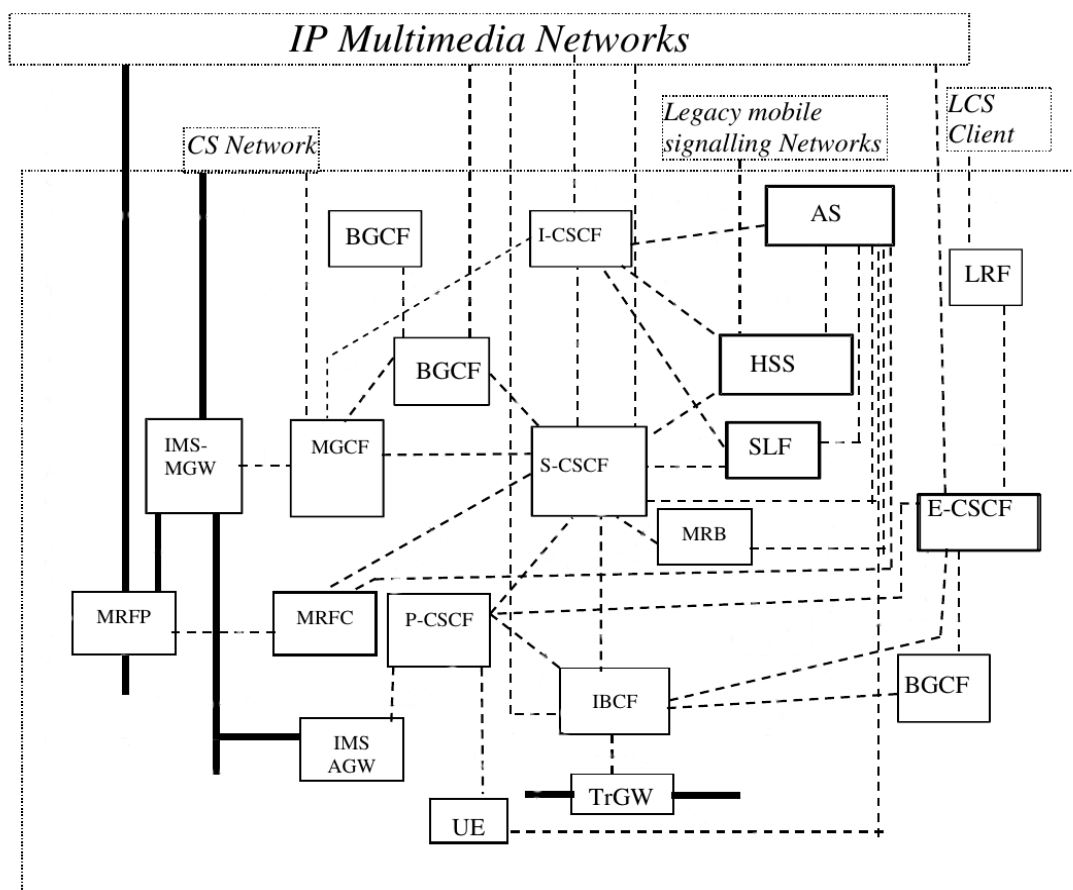 IP Multimedia Networks
CS Network
Legacy mobile
signalling Networks
LCS
Client
BGCF
I-CSCF
AS
LRF
BGCF
HSS
IMS-
MGW
MGCF
S-CSCF
SLF
E-CSCF
MRB
MRFP
MRFC
P-CSCF
IBCF
BGCF
IMS
AGW
TrGW
UE